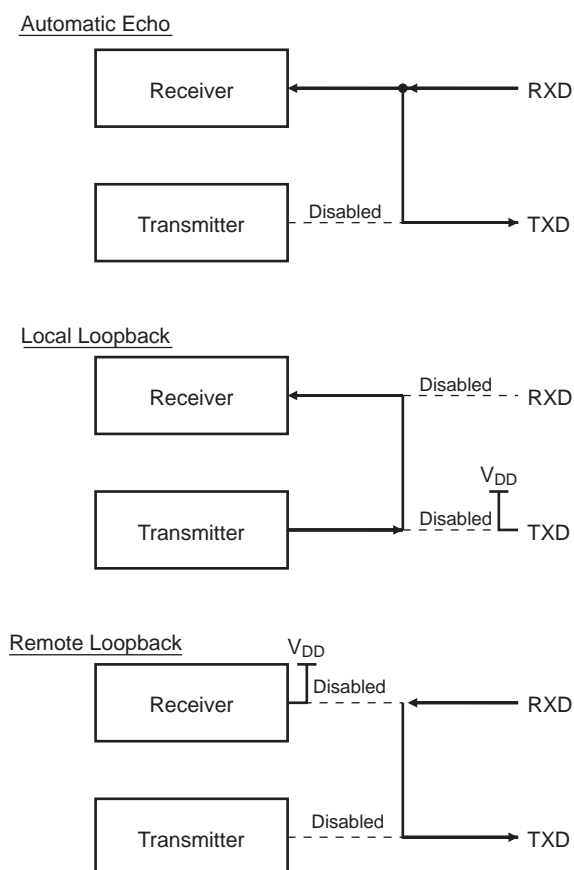 Automatic Echo
Receiver
RXD
Transmitter
Disabled
TXD
Local Loopback
Receiver
Disabled
RXD
VDD
Transmitter
Disabled
TXD
Remote Loopback
VDD
Receiver
Disabled
RXD
Transmitter
Disabled
TXD